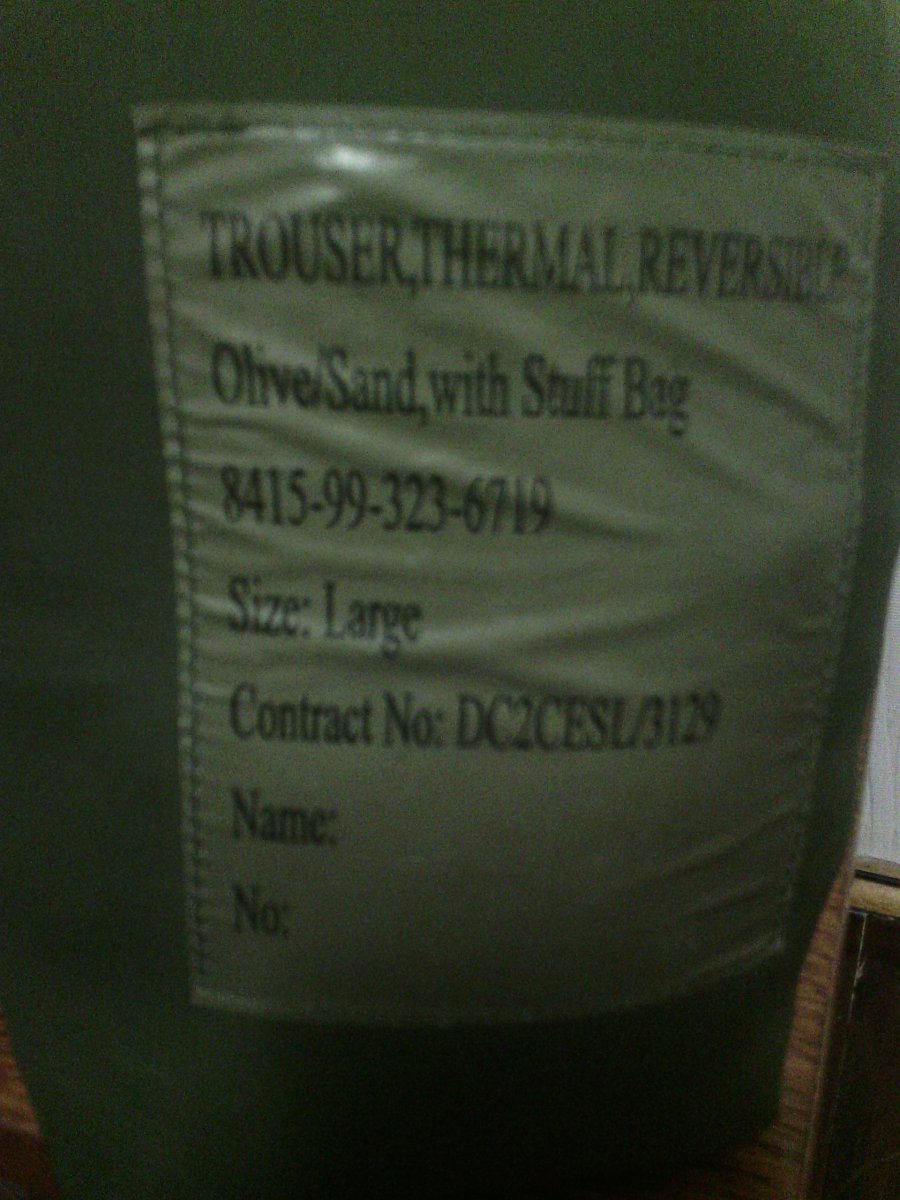 TROUSER,THERMAL,REVERSIBLE
Olive/Sand,with Stuff Bag
8415-99-323-6719
Size: Large
Contract No: DC2CESL/3129
Name:
No: